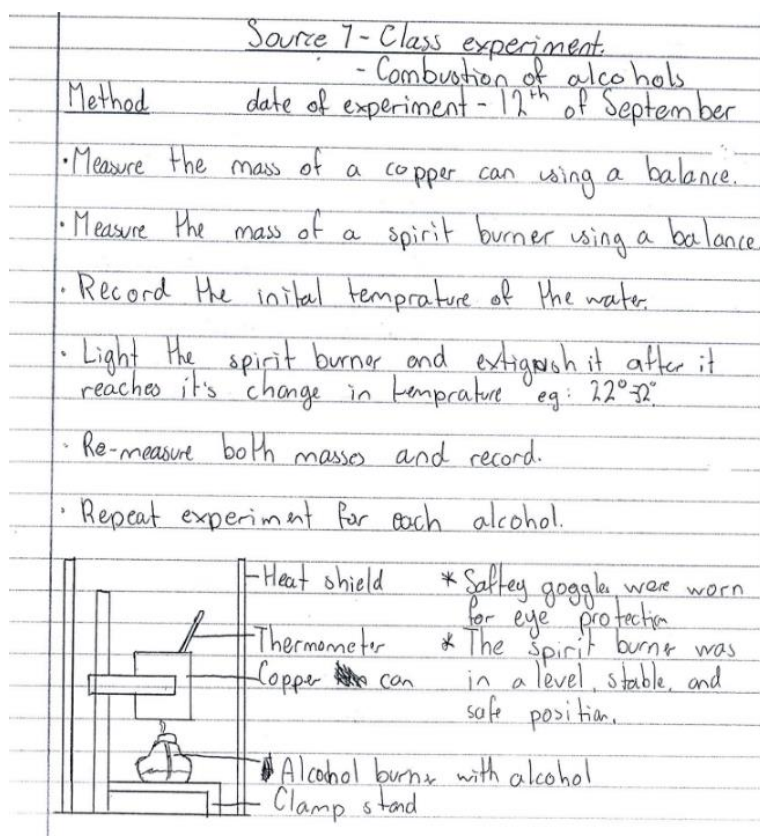 Source 7 - Class experiment.
- Combustion of alcohols
Method date of experiment - 12th of September
• Measure the mass of a copper can using a balance.
• Measure the mass of a spirit burner using a balance
• Record the inital temprature of the water.
• Light the spirit burner and extigush it after it
reaches it's change in temprature eg: 22°-32°.
• Re-measure both masses and record.
• Repeat experiment for each alcohol.
Heat shield
Thermometer
Copper can
Alcohol burner with alcohol
Clamp stand
* Saftey goggles were worn
for eye protection
* The spirit burner was
in a level, stable, and
safe position.